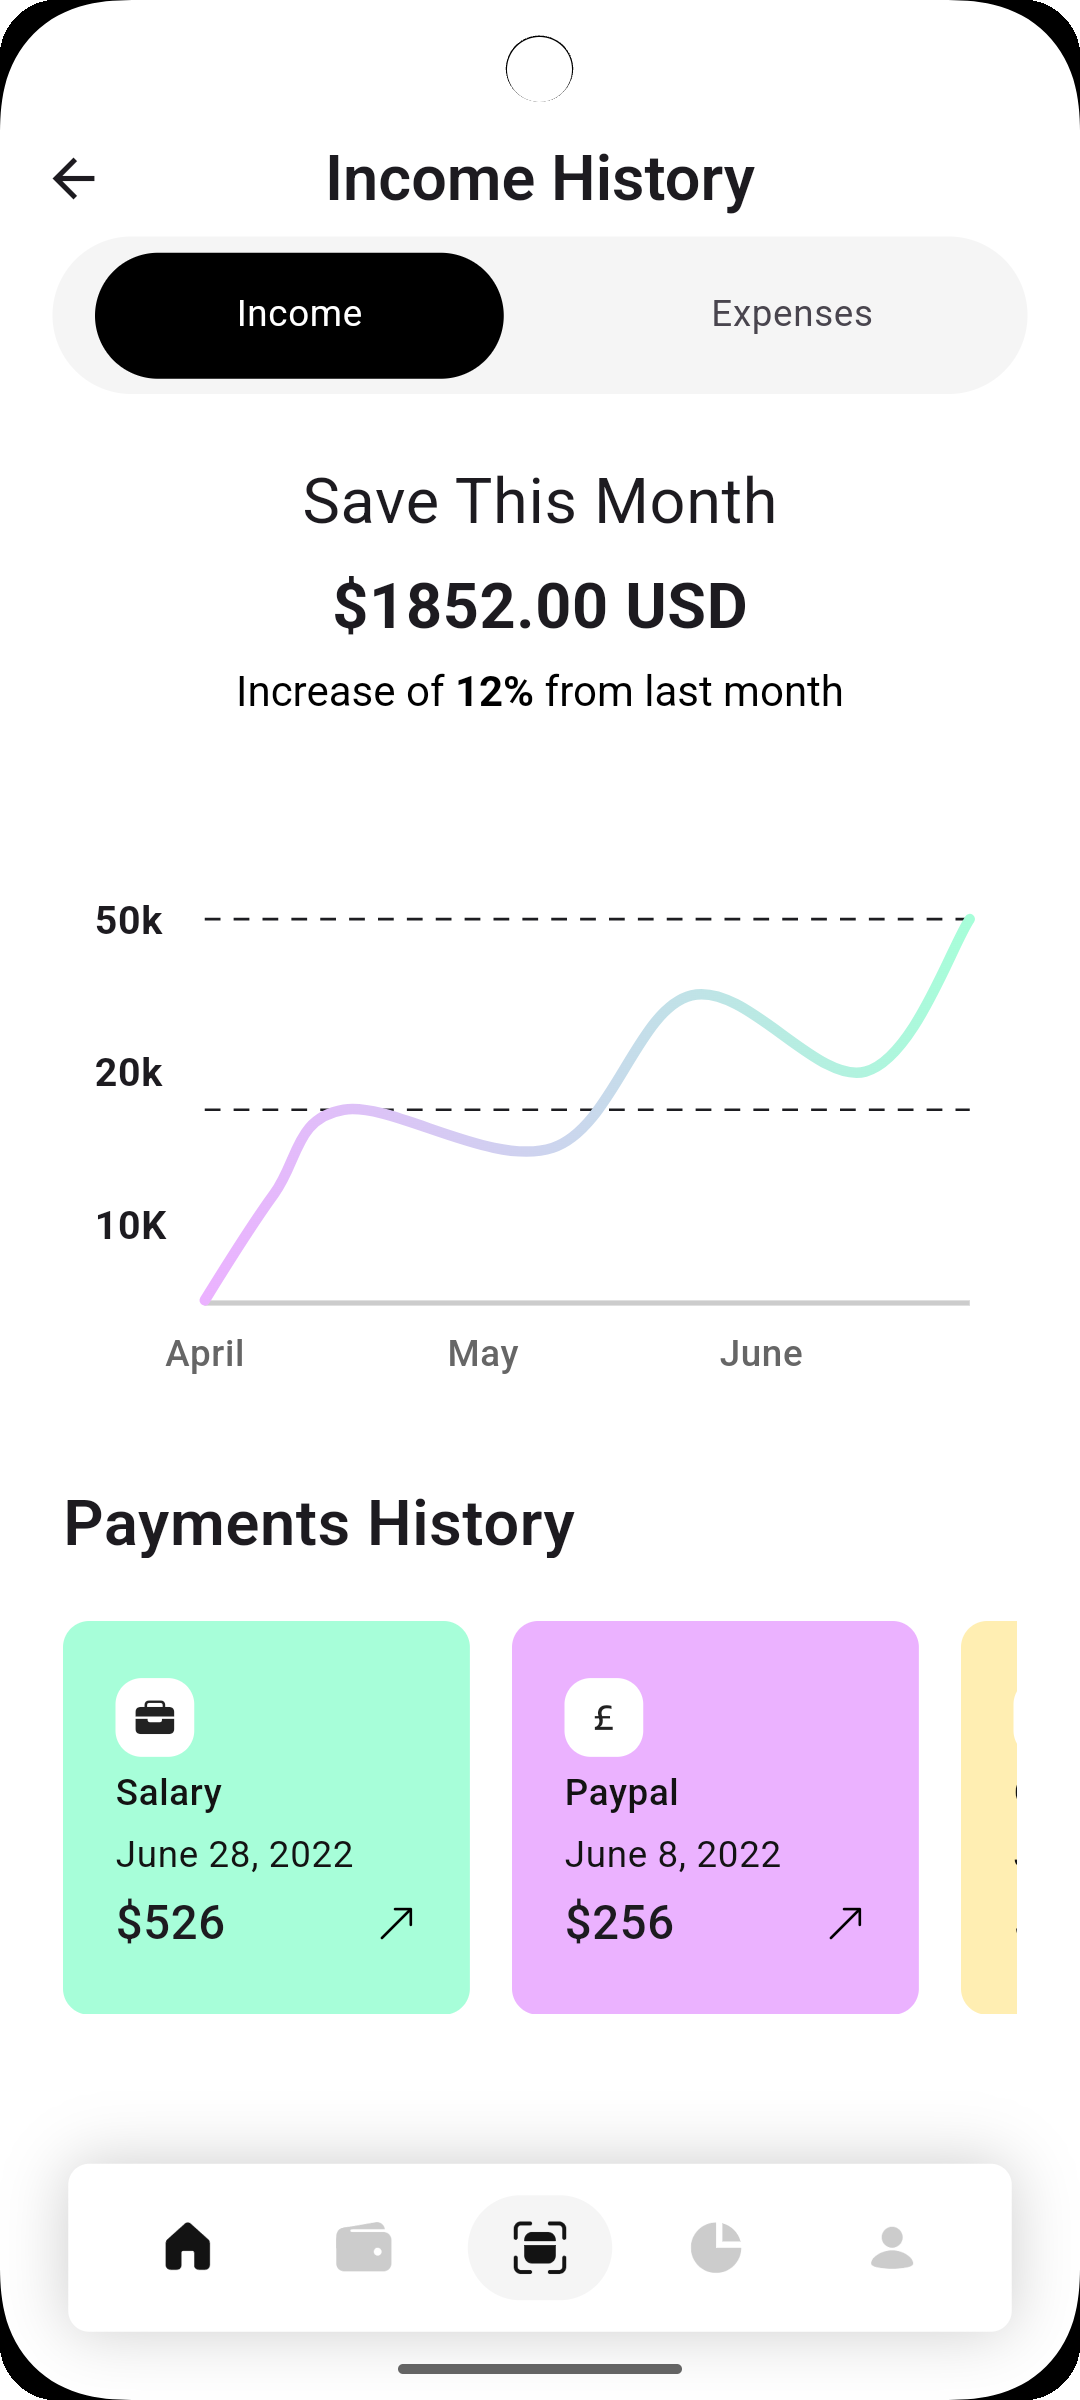 Income History
Income
Expenses
Save This Month
$1852.00 USD
Increase of 12% from last month
50k
20k
10K
April
May
June
Payments History
£
Salary
June 28, 2022
$526
Paypal
June 8, 2022
$256